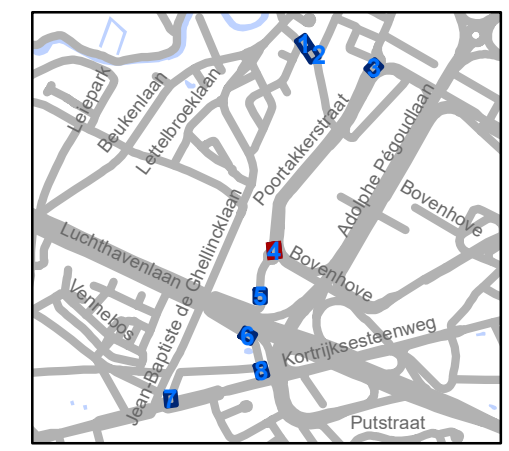 1
2
3
Leiepark
Beukenlaan
Lettelbroeklaan
Poortakkerstraat
Adolphe Pégoudlaan
Bovenhove
Luchthavenlaan
Jean-Baptiste de Ghellincklaan
4
Bovenhove
5
Vennebos
6
Kortrijksesteenweg
8
7
Putstraat